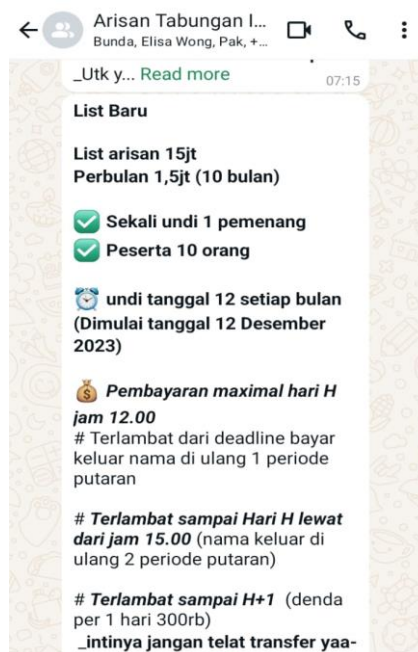 Arisan Tabungan I...
Bunda, Elisa Wong, Pak, +...
_Utk y... Read more
07:15
List Baru
List arisan 15jt
Perbulan 1,5jt (10 bulan)
Sekali undi 1 pemenang
Peserta 10 orang
undi tanggal 12 setiap bulan
(Dimulai tanggal 12 Desember
2023)
Pembayaran maximal hari H
jam 12.00
# Terlambat dari deadline bayar
keluar nama di ulang 1 periode
putaran
# Terlambat sampai Hari H lewat
dari jam 15.00 (nama keluar di
ulang 2 periode putaran)
# Terlambat sampai H+1 (denda
per 1 hari 300rb)
_intinya jangan telat transfer yaa-